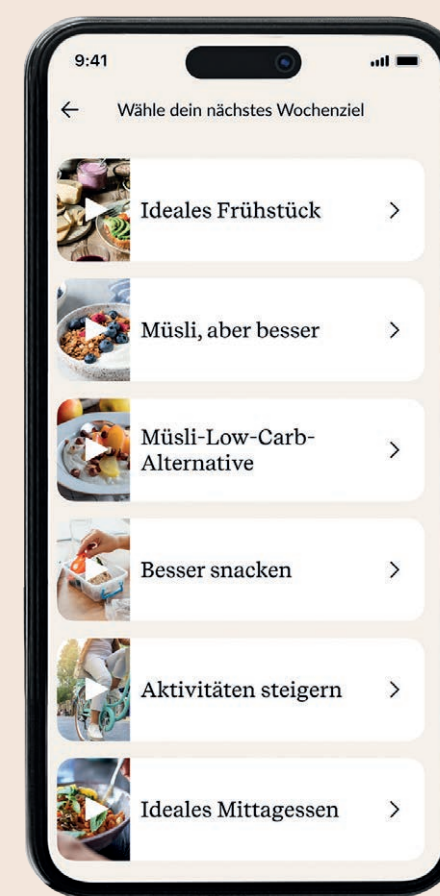 9:41
Wähle dein nächstes Wochenziel
Ideales Frühstück
Müsli, aber besser
Müsli-Low-Carb-
Alternative
Besser snacken
Aktivitäten steigern
Ideales Mittagessen